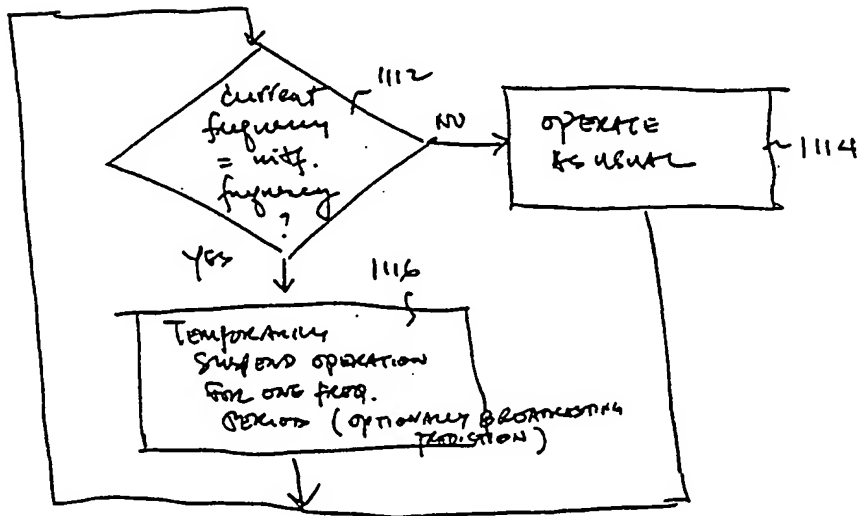 1112
current
frequency
= intf.
frequency
?
NO
OPERATE
AS USUAL
1114
YES
1116
TEMPORARILY
SUSPEND OPERATION
FOR ONE FREQ.
PERIOD (OPTIONALLY BROADCASTING
PREDICTION)